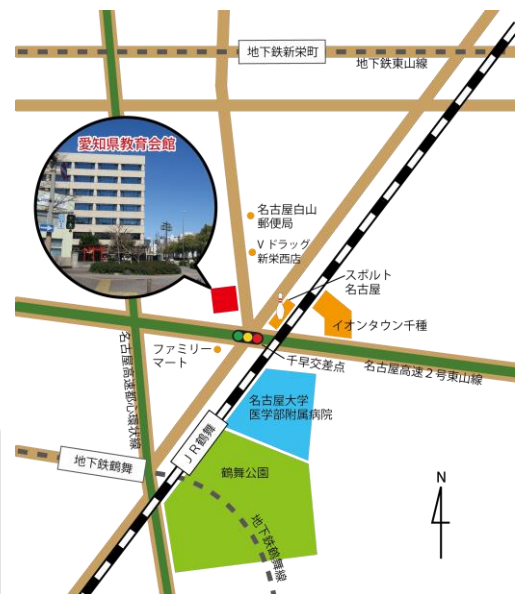 地下鉄新栄町
地下鉄東山線
愛知県教育会館
名古屋白山
郵便局
Vドラッグ
新栄西店
スポルト
名古屋
イオンタウン千種
ファミリー
マート
千早交差点
名古屋高速2号東山線
名古屋高速都心環状線
名古屋大学
医学部附属病院
JR鶴舞
地下鉄鶴舞
鶴舞公園
地下鉄鶴舞線
N